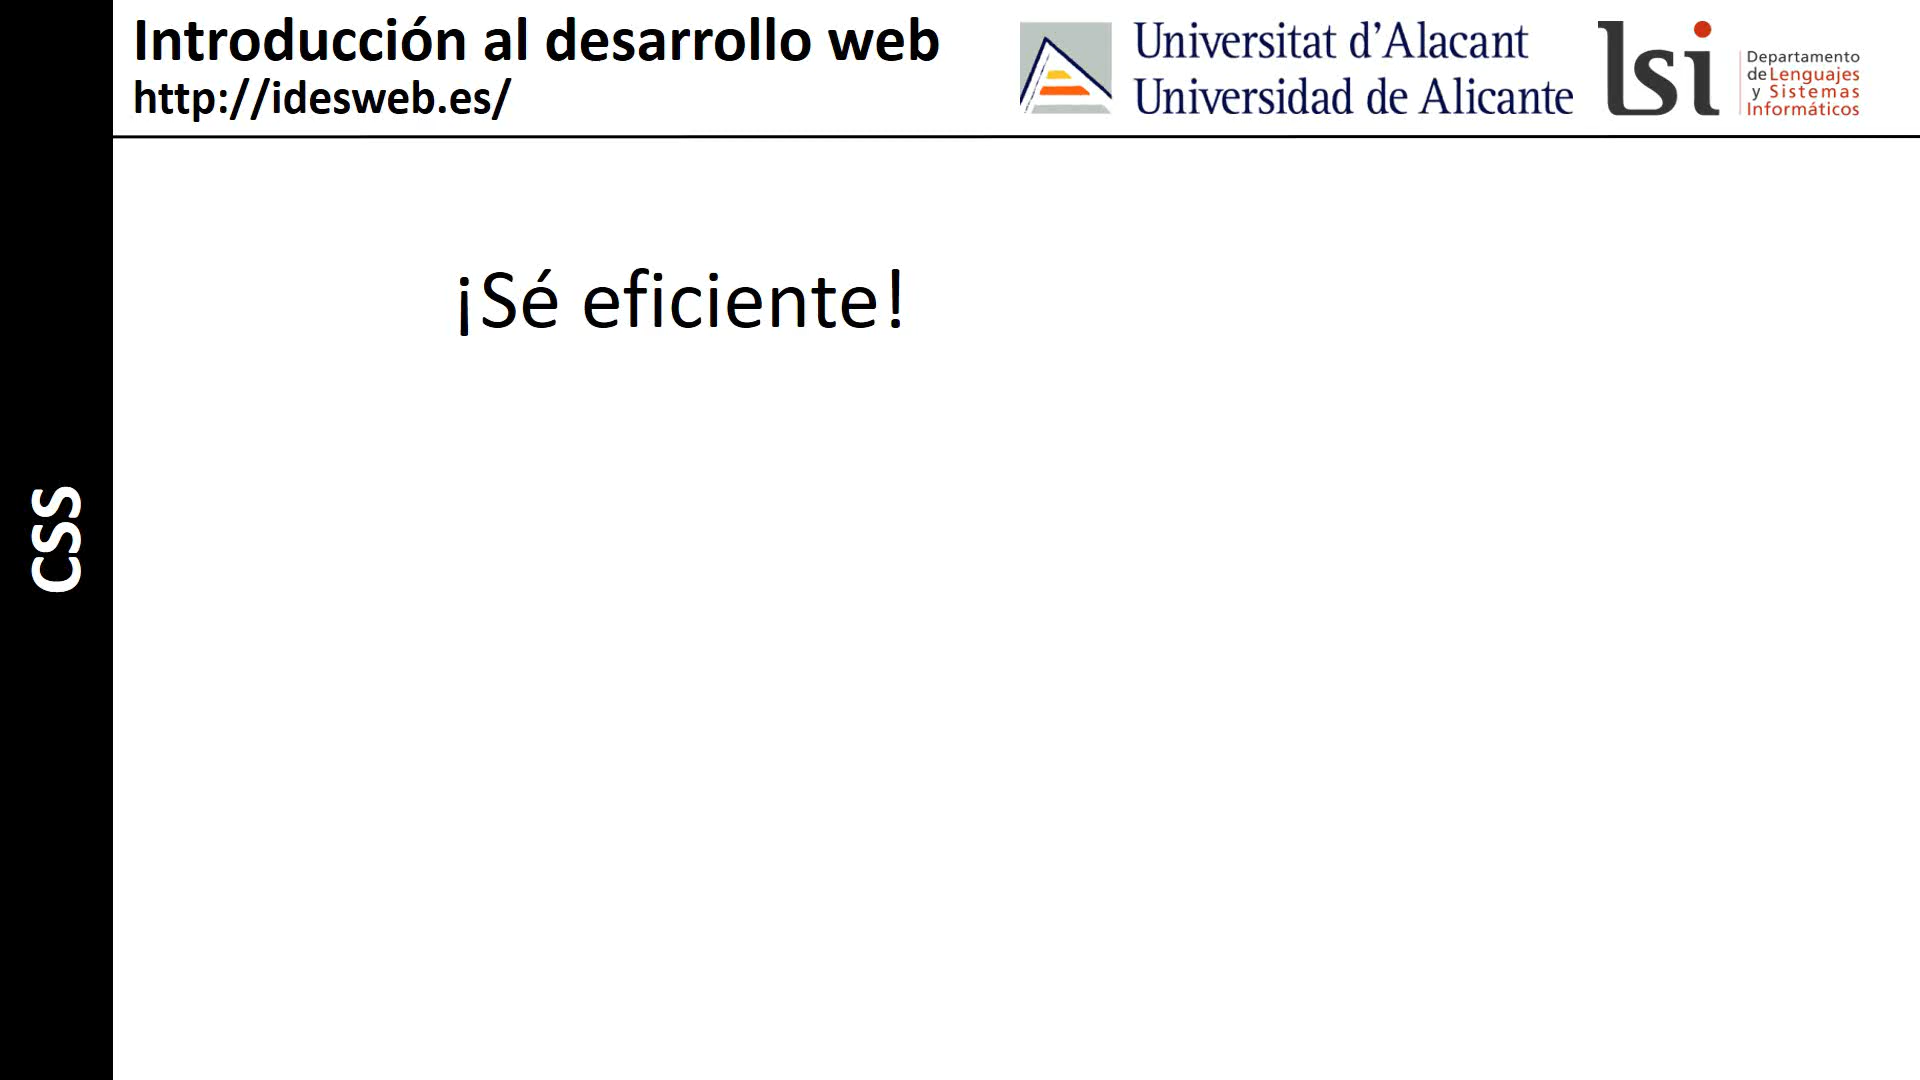 Introducción al desarrollo web
http://idesweb.es/
Universitat d'Alacant
Universidad de Alicante
lsi
Departamento
de Lenguajes
y Sistemas
Informáticos
¡Sé eficiente!
CSS